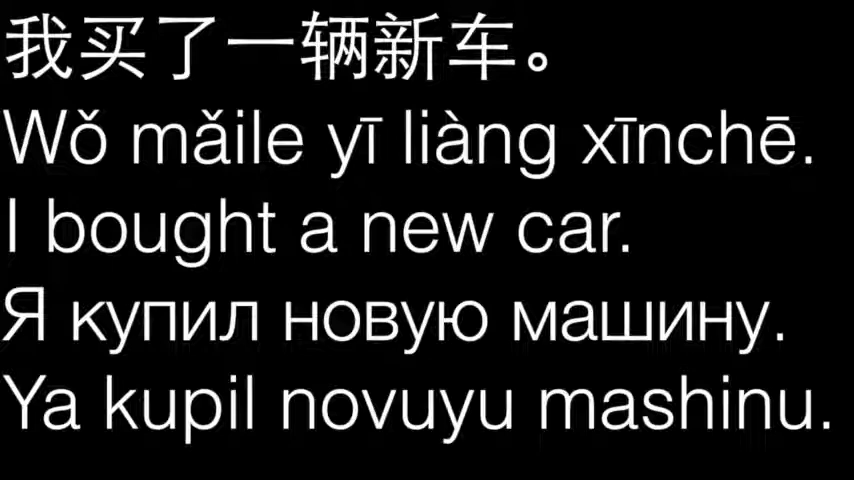 我买了一辆新车。
Wǒ mǎile yī liàng xīnchē.
I bought a new car.
Я купил новую машину.
Ya kupil novuyu mashinu.